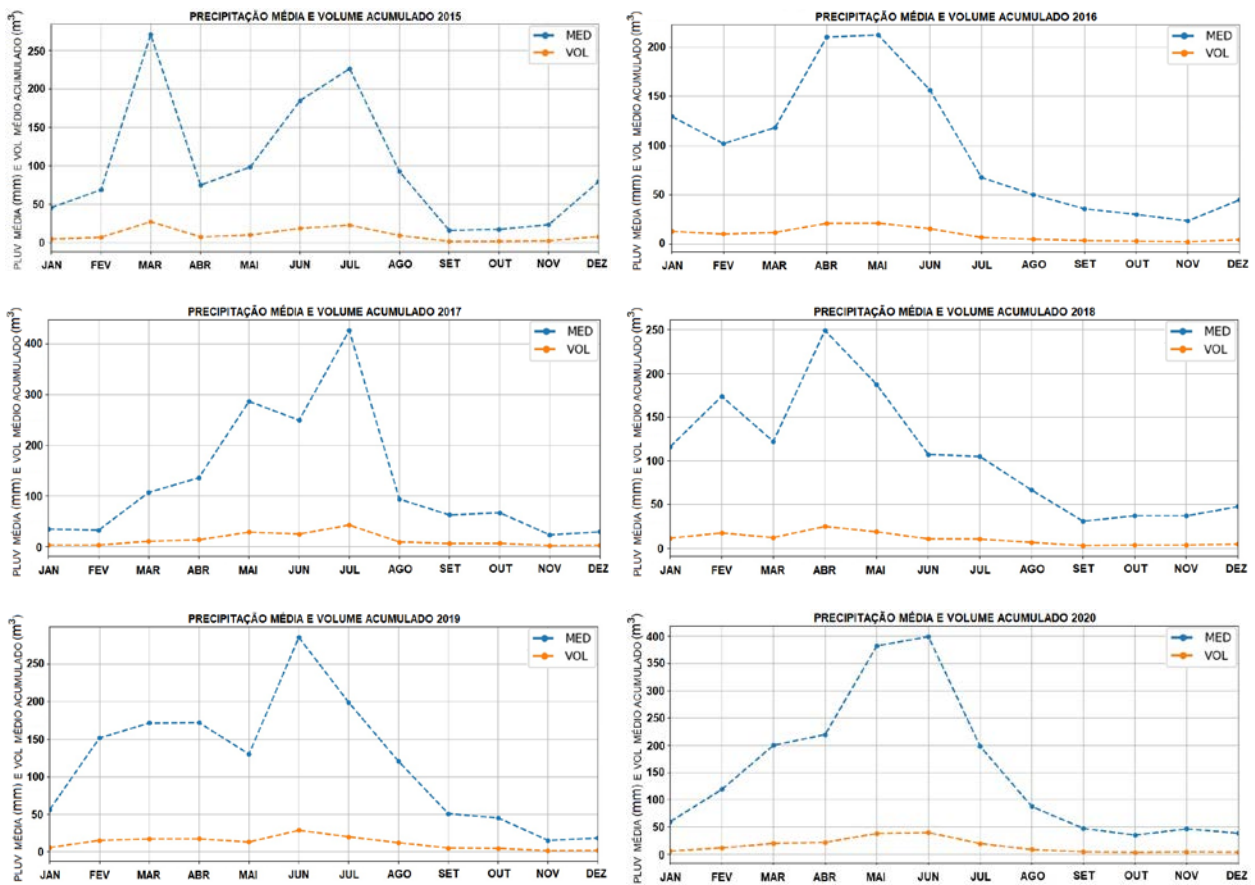 PRECIPITAÇÃO MÉDIA E VOLUME ACUMULADO 2015
PLUV MÉDIA (mm) E VOL MÉDIO ACUMULADO (m³)
250
200
150
100
50
0
MED
VOL
JAN FEV MAR ABR MAI JUN JUL AGO SET OUT NOV DEZ
PRECIPITAÇÃO MÉDIA E VOLUME ACUMULADO 2016
PLUV MÉDIA (mm) E VOL MÉDIO ACUMULADO (m³)
200
150
100
50
0
MED
VOL
JAN FEV MAR ABR MAI JUN JUL AGO SET OUT NOV DEZ
PRECIPITAÇÃO MÉDIA E VOLUME ACUMULADO 2017
PLUV MÉDIA (mm) E VOL MÉDIO ACUMULADO (m³)
400
300
200
100
0
MED
VOL
JAN FEV MAR ABR MAI JUN JUL AGO SET OUT NOV DEZ
PRECIPITAÇÃO MÉDIA E VOLUME ACUMULADO 2018
PLUV MÉDIA (mm) E VOL MÉDIO ACUMULADO (m³)
250
200
150
100
50
0
MED
VOL
JAN FEV MAR ABR MAI JUN JUL AGO SET OUT NOV DEZ
PRECIPITAÇÃO MÉDIA E VOLUME ACUMULADO 2019
PLUV MÉDIA (mm) E VOL MÉDIO ACUMULADO (m³)
250
200
150
100
50
0
MED
VOL
JAN FEV MAR ABR MAI JUN JUL AGO SET OUT NOV DEZ
PRECIPITAÇÃO MÉDIA E VOLUME ACUMULADO 2020
PLUV MÉDIA (mm) E VOL MÉDIO ACUMULADO (m³)
400
350
300
250
200
150
100
50
0
MED
VOL
JAN FEV MAR ABR MAI JUN JUL AGO SET OUT NOV DEZ